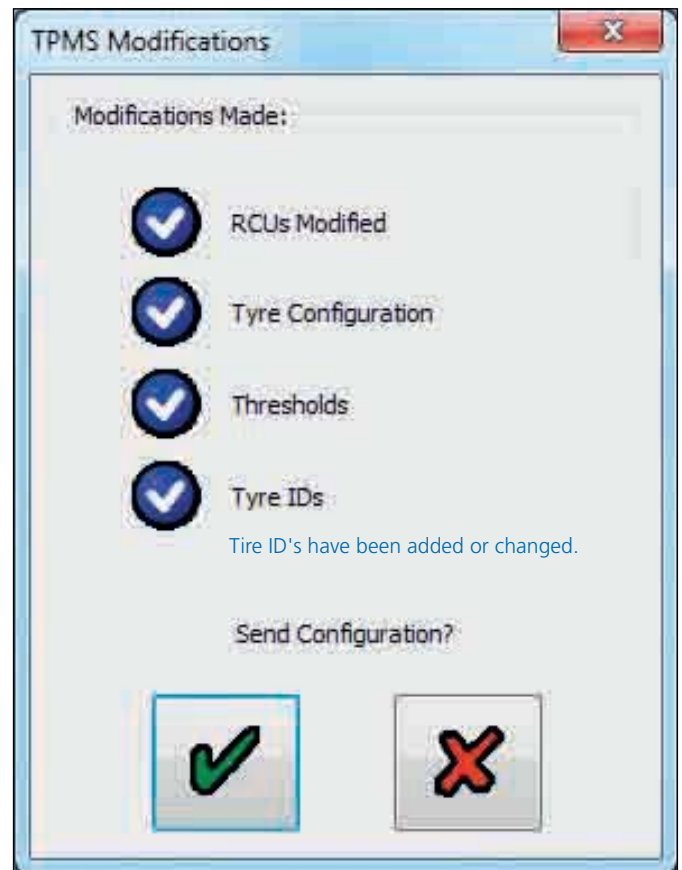 TPMS Modifications
Modifications Made:
RCUs Modified
Tyre Configuration
Thresholds
Tyre IDs
Tire ID's have been added or changed.
Send Configuration?